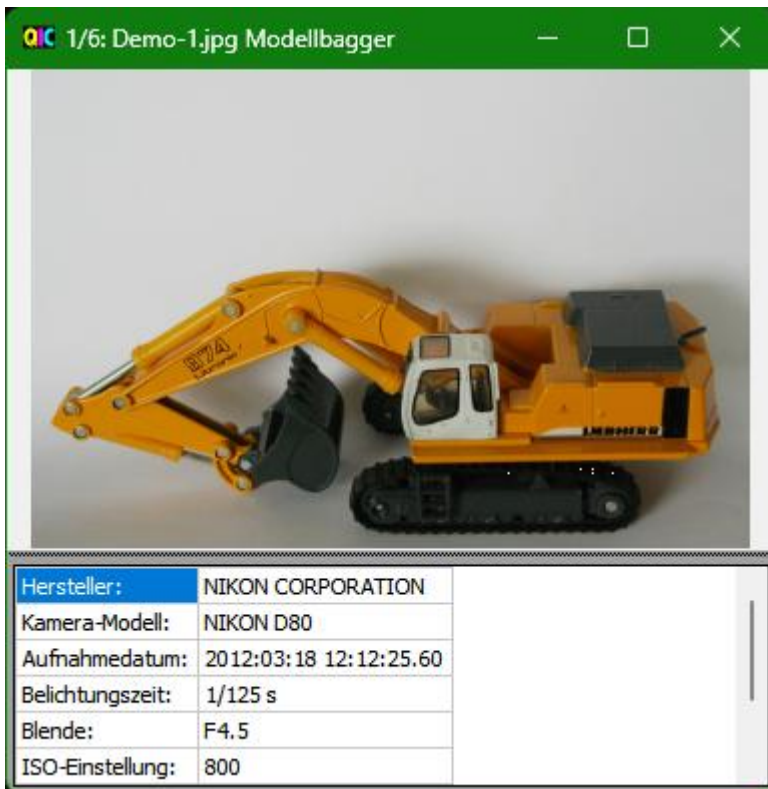 QIC 1/6: Demo-1.jpg Modellbagger
974
LIEBHERR
Hersteller: NIKON CORPORATION
Kamera-Modell: NIKON D80
Aufnahmedatum: 2012:03:18 12:12:25.60
Belichtungszeit: 1/125 s
Blende: F4.5
ISO-Einstellung: 800